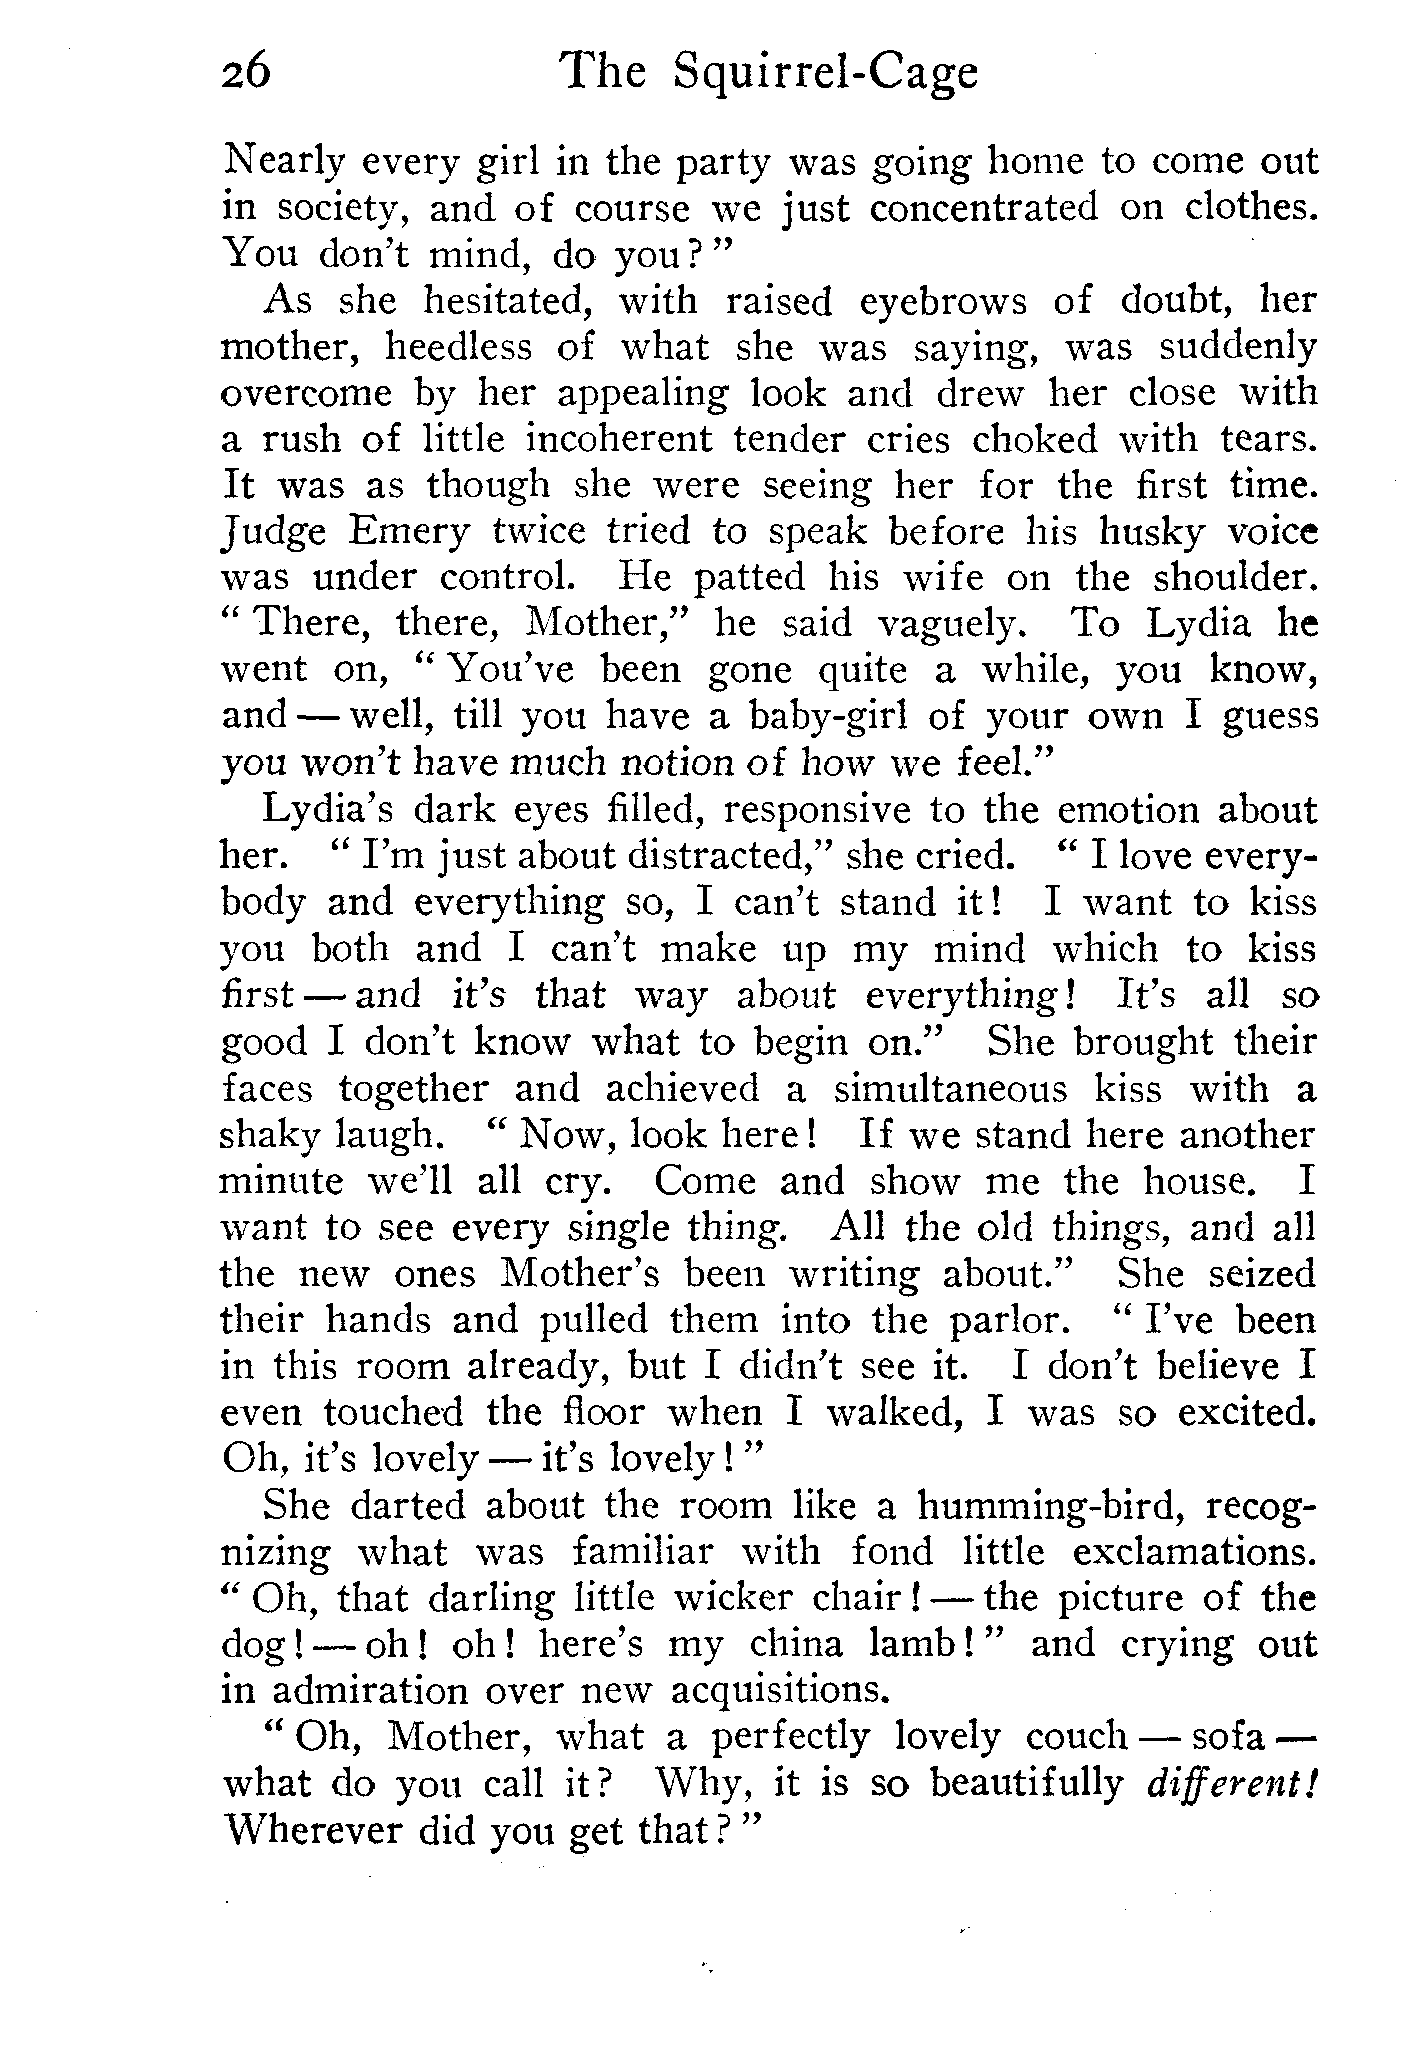 26 The Squirrel-Cage
Nearly every girl in the party was going home to come out
in society, and of course we just concentrated on clothes.
You don't mind, do you?"
As she hesitated, with raised eyebrows of doubt, her
mother, heedless of what she was saying, was suddenly
overcome by her appealing look and drew her close with
a rush of little incoherent tender cries choked with tears.
It was as though she were seeing her for the first time.
Judge Emery twice tried to speak before his husky voice
was under control. He patted his wife on the shoulder.
"There, there, Mother," he said vaguely. To Lydia he
went on, "You've been gone quite a while, you know,
and — well, till you have a baby-girl of your own I guess
you won't have much notion of how we feel."
Lydia's dark eyes filled, responsive to the emotion about
her. "I'm just about distracted," she cried. "I love every-
body and everything so, I can't stand it! I want to kiss
you both and I can't make up my mind which to kiss
first — and it's that way about everything! It's all so
good I don't know what to begin on." She brought their
faces together and achieved a simultaneous kiss with a
shaky laugh. "Now, look here! If we stand here another
minute we'll all cry. Come and show me the house. I
want to see every single thing. All the old things, and all
the new ones Mother's been writing about." She seized
their hands and pulled them into the parlor. "I've been
in this room already, but I didn't see it. I don't believe I
even touched the floor when I walked, I was so excited.
Oh, it's lovely — it's lovely!"
She darted about the room like a humming-bird, recog-
nizing what was familiar with fond little exclamations.
"Oh, that darling little wicker chair! — the picture of the
dog! — oh! oh! here's my china lamb!" and crying out
in admiration over new acquisitions.
"Oh, Mother, what a perfectly lovely couch — sofa —
what do you call it? Why, it is so beautifully different!
Wherever did you get that?"